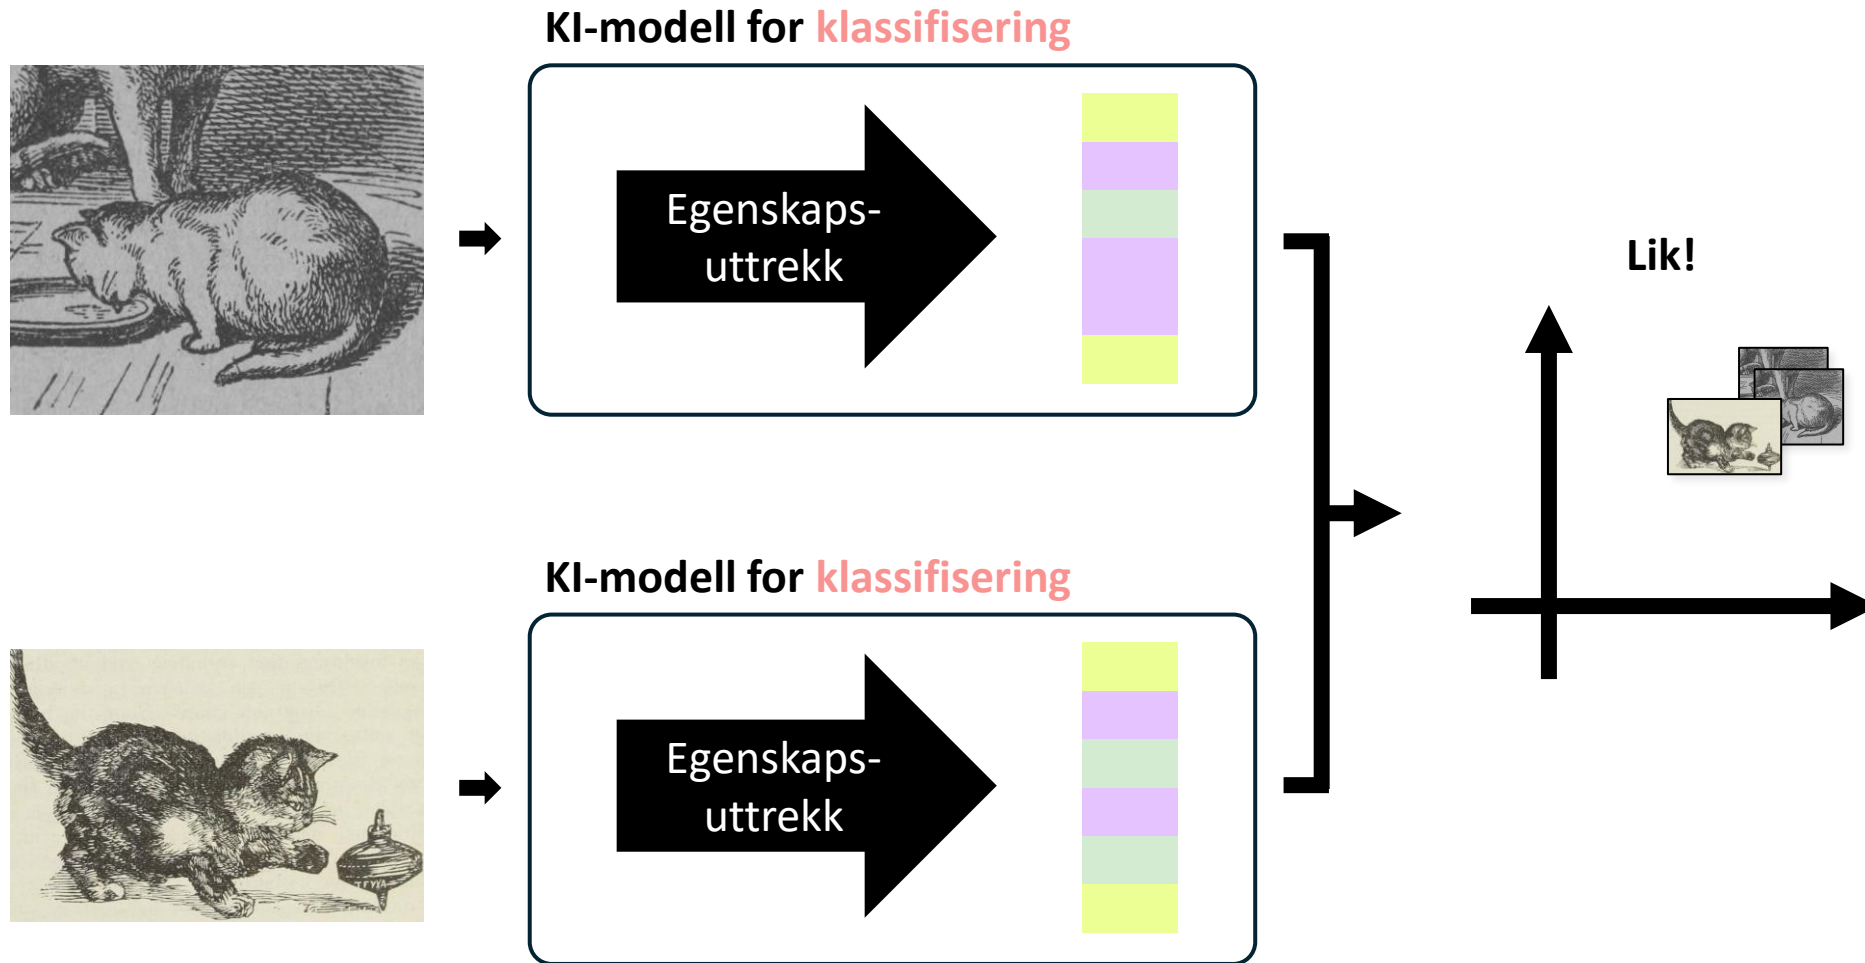 KI-modell for klassifisering
Egenskaps-
uttrekk
Lik!
KI-modell for klassifisering
Egenskaps-
uttrekk